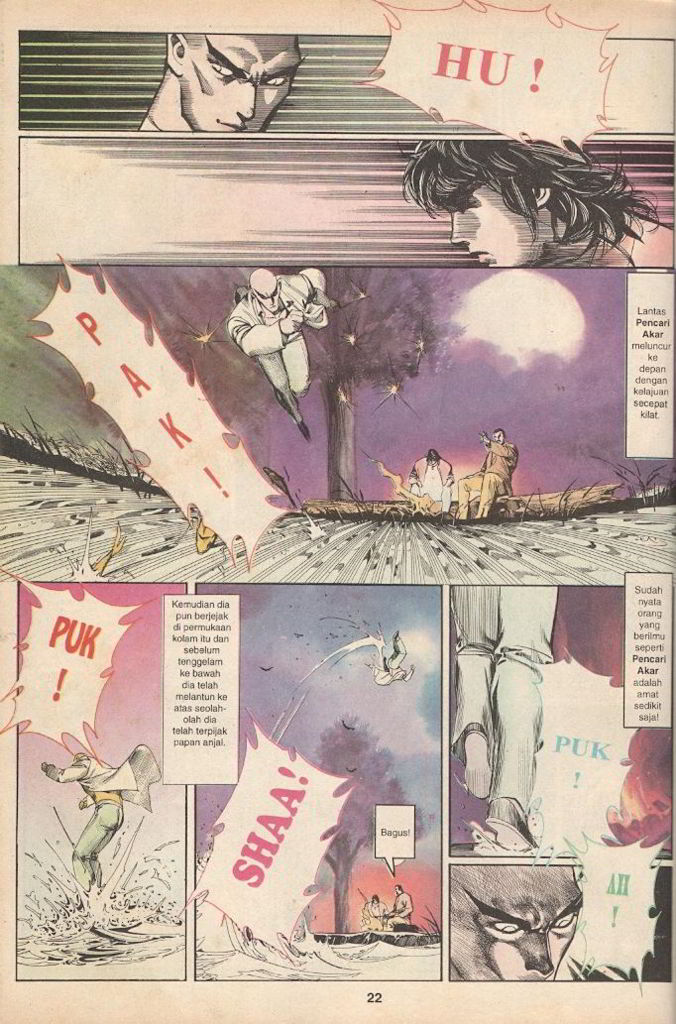 HU !
P
A
K
!
Lantas
Pencari
Akar
meluncur
ke
depan
dengan
kelajuan
secepat
kilat.
PUK
!
Kemudian dia
pun berjejak
di permukaan
kolam itu dan
sebelum
tenggelam
ke bawah
dia telah
melantun ke
atas seolah-
olah dia
telah terpijak
papan anjal.
SHAA!
Bagus!
Sudah
nyata
orang
yang
berilmu
seperti
Pencari
Akar
adalah
amat
sedikit
saja!
PUK
!
AH
!
22